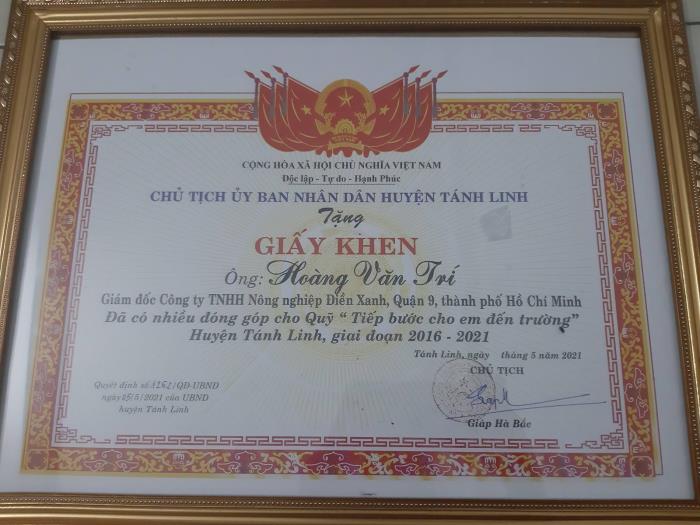 CỘNG HÒA XÃ HỘI CHỦ NGHĨA VIỆT NAM
Độc lập - Tự do - Hạnh Phúc
CHỦ TỊCH ỦY BAN NHÂN DÂN HUYỆN TÁNH LINH
Tặng
GIẤY KHEN
Ông: Hoàng Văn Trí
Giám đốc Công ty TNHH Nông nghiệp Điền Xanh, Quận 9, thành phố Hồ Chí Minh
Đã có nhiều đóng góp cho Quỹ “ Tiếp bước cho em đến trường”
Huyện Tánh Linh, giai đoạn 2016 - 2021
Tánh Linh, ngày tháng 5 năm 2021
CHỦ TỊCH
Quyết định số 1262/QĐ-UBND
ngày 25/5/2021 của UBND
huyện Tánh Linh
Giáp Hà Bắc